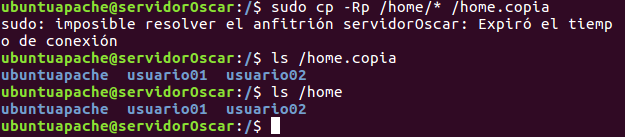 ubuntuapache@servidorOscar:/$ sudo cp -Rp /home/* /home.copia
sudo: imposible resolver el anfitrión servidorOscar: Expiró el tiemp
o de conexión
ubuntuapache@servidorOscar:/$ ls /home.copia
ubuntuapache  usuario01  usuario02
ubuntuapache@servidorOscar:/$ ls /home
ubuntuapache  usuario01  usuario02
ubuntuapache@servidorOscar:/$